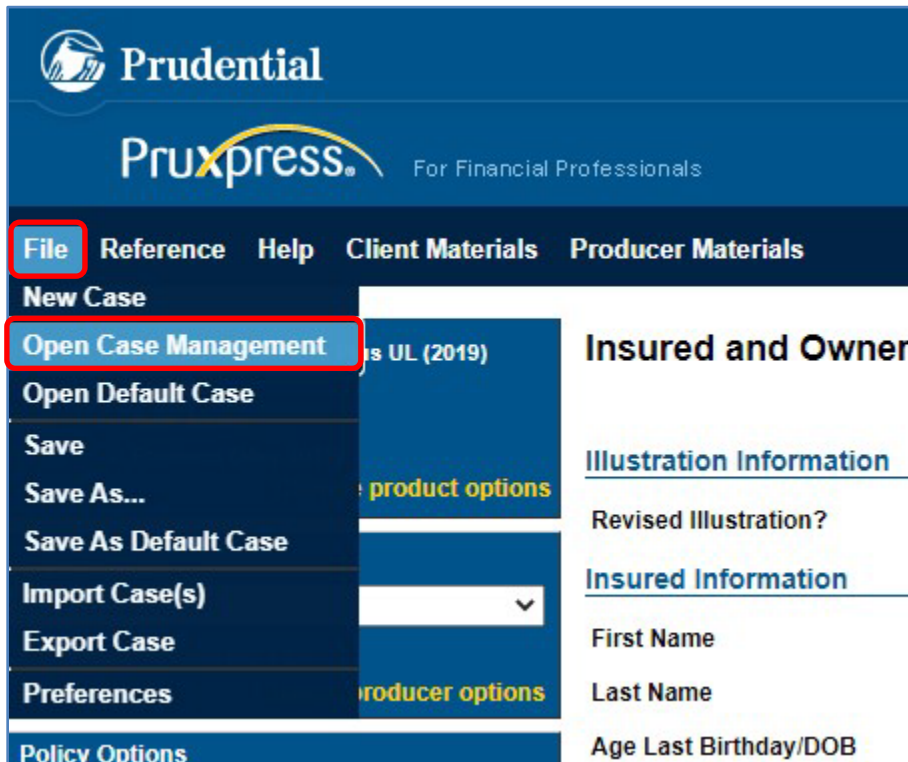 Prudential
Pruxpress® For Financial Professionals
File Reference Help Client Materials Producer Materials
New Case
Open Case Management
Open Default Case
Save
Save As...
Save As Default Case
Import Case(s)
Export Case
Preferences
UL (2019)
product options
producer options
Policy Options
Insured and Owner
Illustration Information
Revised Illustration?
Insured Information
First Name
Last Name
Age Last Birthday/DOB